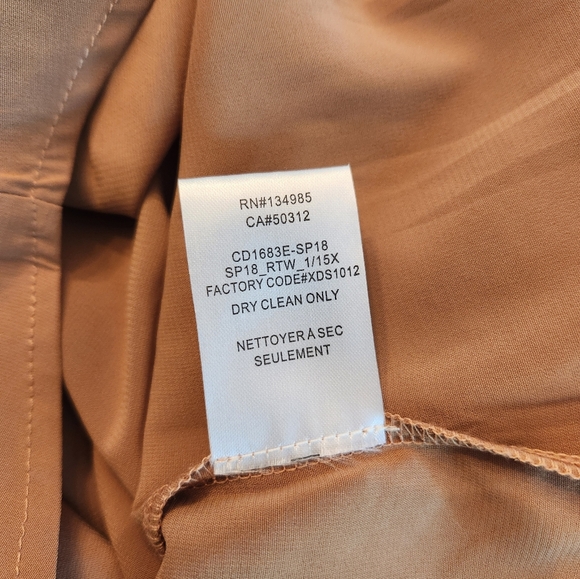 RN#134985
CA#50312
CD1683E-SP18
SP18_RTW_1/15X
FACTORY CODE#XDS1012
DRY CLEAN ONLY
NETTOYER À SEC
SEULEMENT